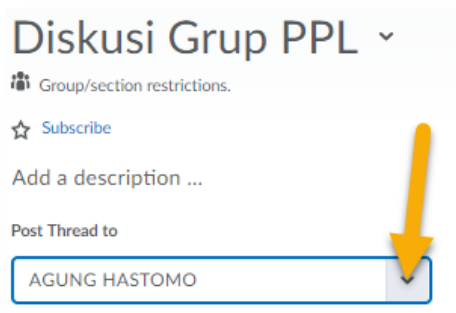 Diskusi Grup PPL
Group/section restrictions.
Subscribe
Add a description ...
Post Thread to
AGUNG HASTOMO